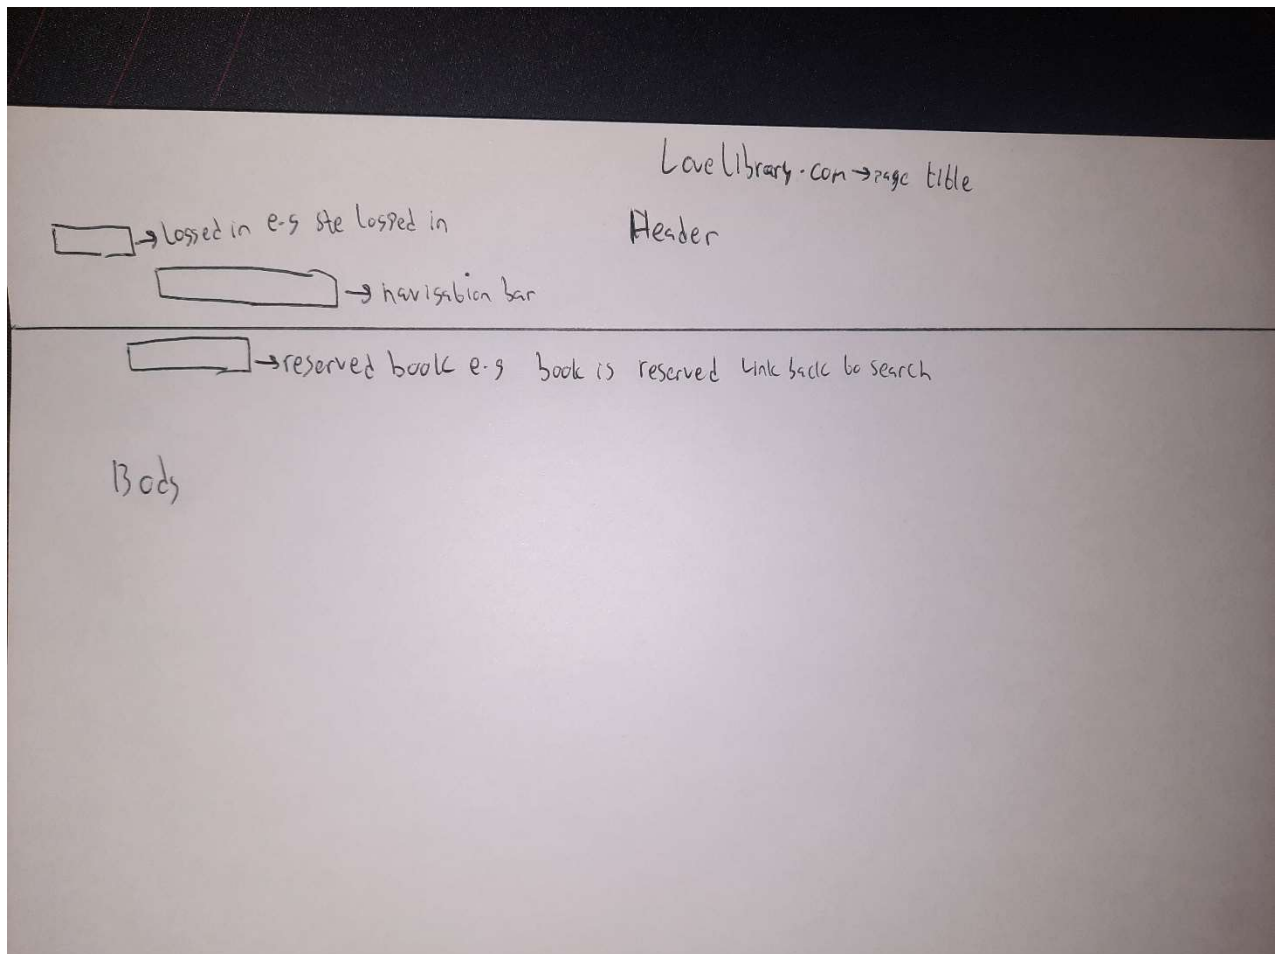 Lovelibrary.com → page title
Logged in e.g ste logged in
Header
→ navigation bar
→ reserved book e.g book is reserved Link back to search
Body